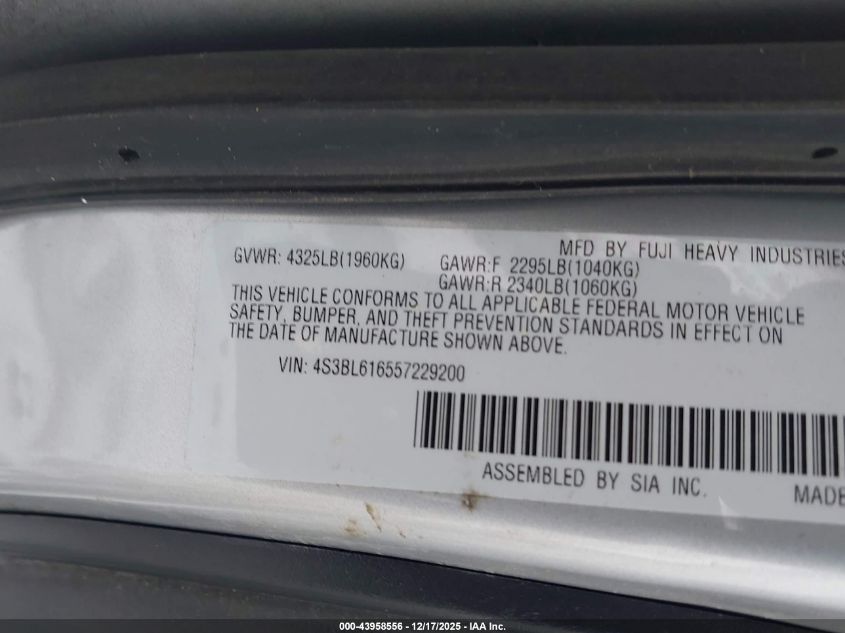 MFD BY FUJI HEAVY INDUSTRIES
GVWR: 4325LB(1960KG) GAWR:F 2295LB(1040KG)
GAWR:R 2340LB(1060KG)
THIS VEHICLE CONFORMS TO ALL APPLICABLE FEDERAL MOTOR VEHICLE
SAFETY, BUMPER, AND THEFT PREVENTION STANDARDS IN EFFECT ON
THE DATE OF MANUFACTURE SHOWN ABOVE.
VIN: 4S3BL616557229200
ASSEMBLED BY SIA INC.
MADE
000-43958556 - 12/17/2025 - IAA Inc.